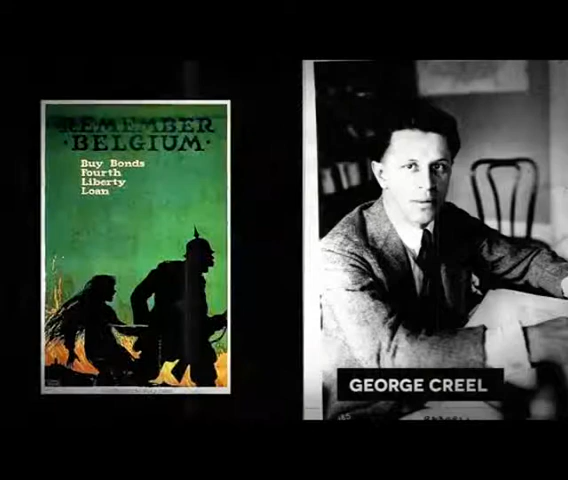 REMEMBER
·BELGIUM·
Buy Bonds
Fourth
Liberty
Loan
GEORGE CREEL